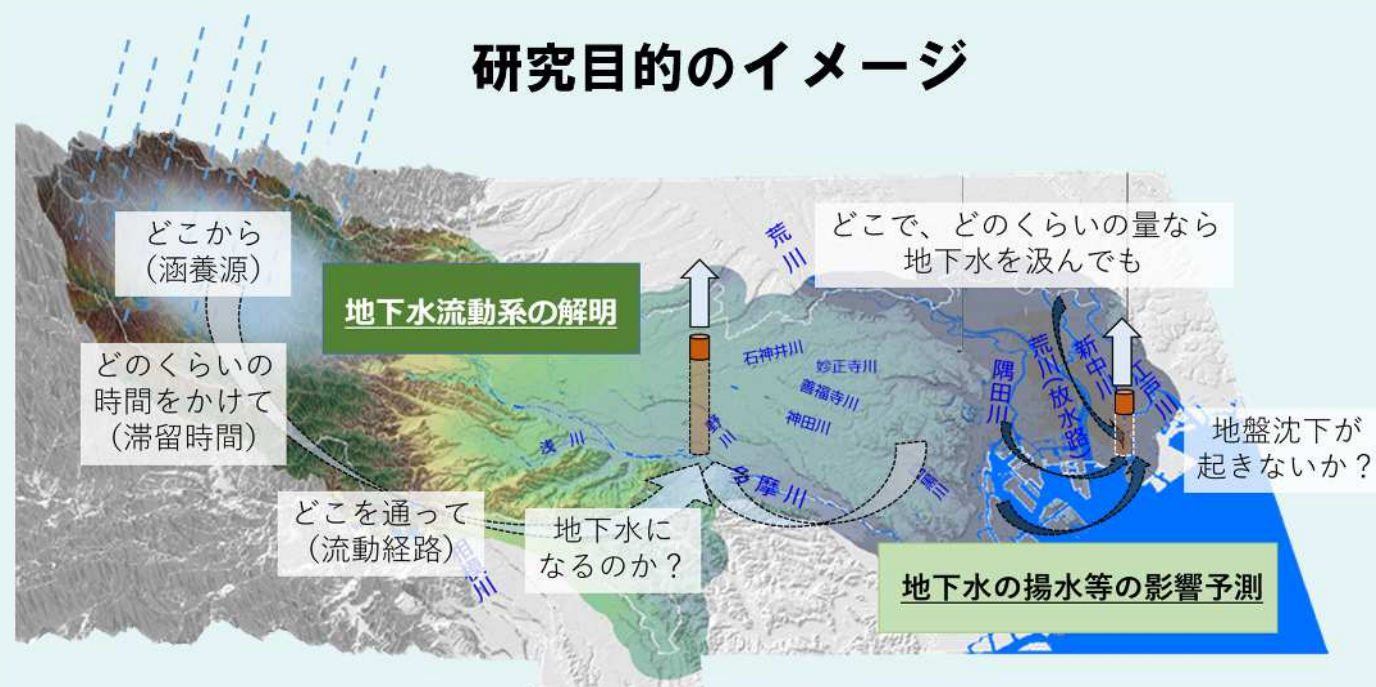 研究目的のイメージ
どこから
(涵養源)
地下水流動系の解明
どのくらいの
時間をかけて
(滞留時間)
どこを通って
(流動経路)
地下水に
なるのか？
どこで、どのくらいの量なら
地下水を汲んでも
地盤沈下が
起きないか？
地下水の揚水等の影響予測
荒川
石神井川
妙正寺川
善福寺川
神田川
野川
浅川
多摩川
隅田川
荒川(放水路)
新中川
江戸川